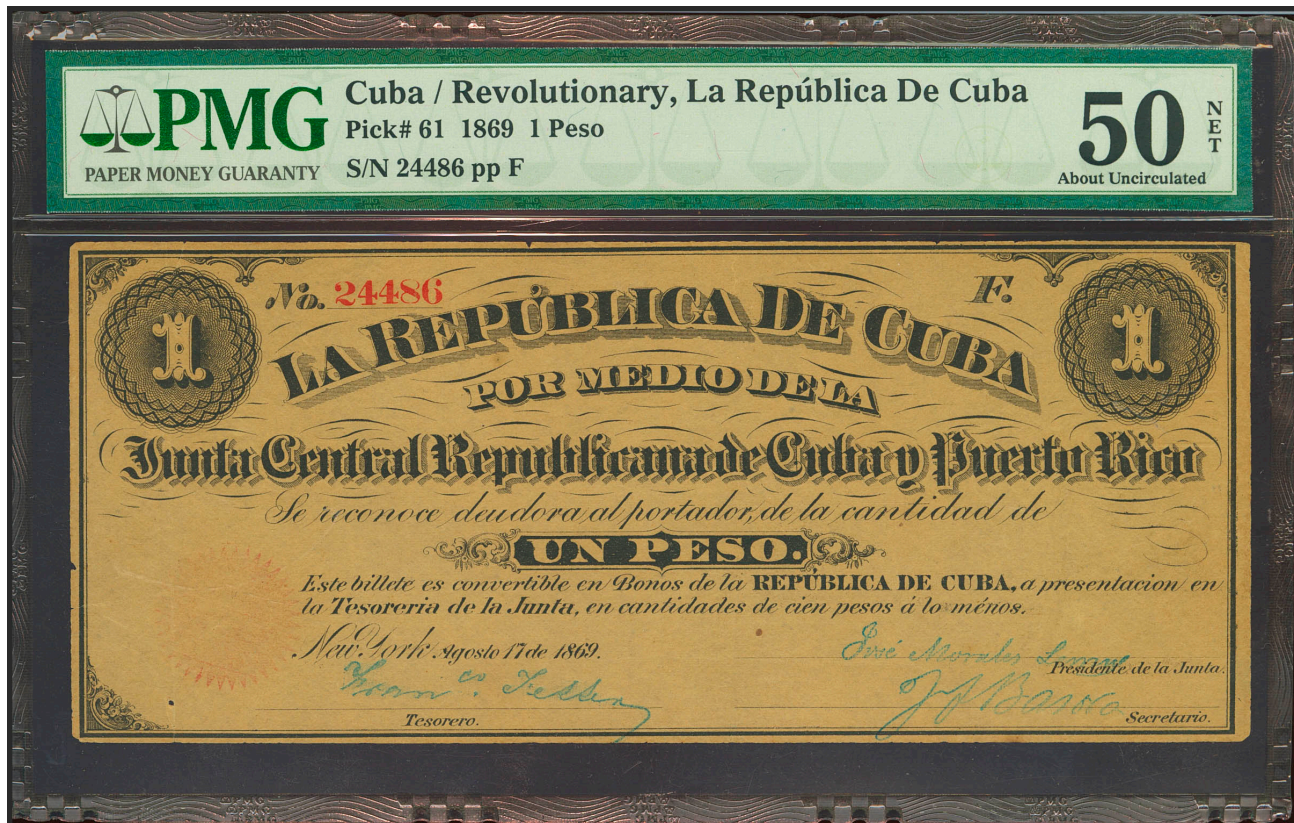 PMG
PAPER MONEY GUARANTY
Cuba / Revolutionary, La República De Cuba
Pick# 61 1869 1 Peso
S/N 24486 pp F
50 NET
About Uncirculated
No. 24486 F.
1 1
LA REPÚBLICA DE CUBA
POR MEDIO DE LA
Junta Central Republicana de Cuba y Puerto Rico
Se reconoce deudora al portador, de la cantidad de
UN PESO.
Este billete es convertible en Bonos de la REPÚBLICA DE CUBA, a presentacion en
la Tesoreria de la Junta, en cantidades de cien pesos á lo ménos.
New York Agosto 17 de 1869.
José Morales
Presidente de la Junta.
Tesorero.
Secretario.